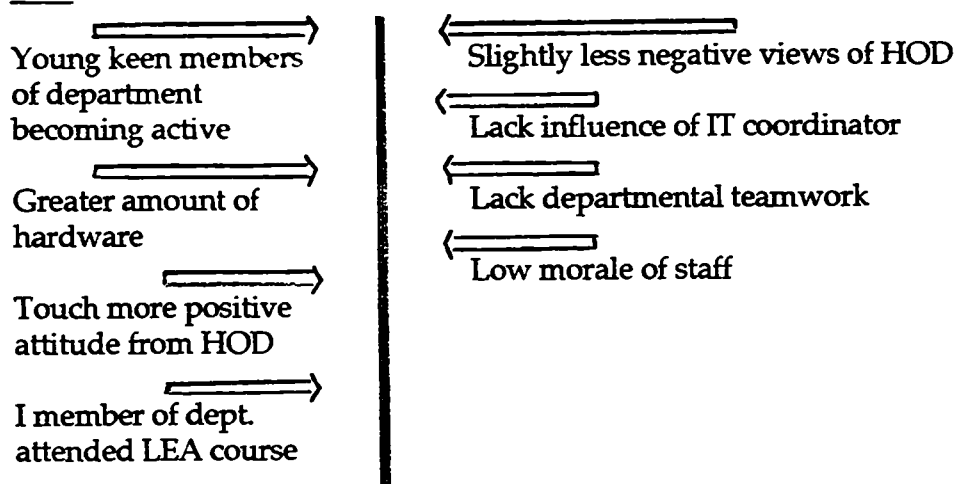 Young keen members
of department
becoming active
Greater amount of
hardware
Touch more positive
attitude from HOD
I member of dept.
attended LEA course
Slightly less negative views of HOD
Lack influence of IT coordinator
Lack departmental teamwork
Low morale of staff